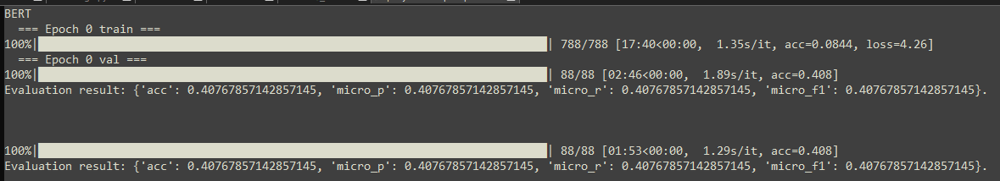 BERT
=== Epoch 0 train ===
100%| | 788/788 [17:40<00:00, 1.35s/it, acc=0.0844, loss=4.26]
=== Epoch 0 val ===
100%| | 88/88 [02:46<00:00, 1.89s/it, acc=0.408]
Evaluation result: {'acc': 0.40767857142857145, 'micro_p': 0.40767857142857145, 'micro_r': 0.40767857142857145, 'micro_f1': 0.40767857142857145}.
100%| | 88/88 [01:53<00:00, 1.29s/it, acc=0.408]
Evaluation result: {'acc': 0.40767857142857145, 'micro_p': 0.40767857142857145, 'micro_r': 0.40767857142857145, 'micro_f1': 0.40767857142857145}.